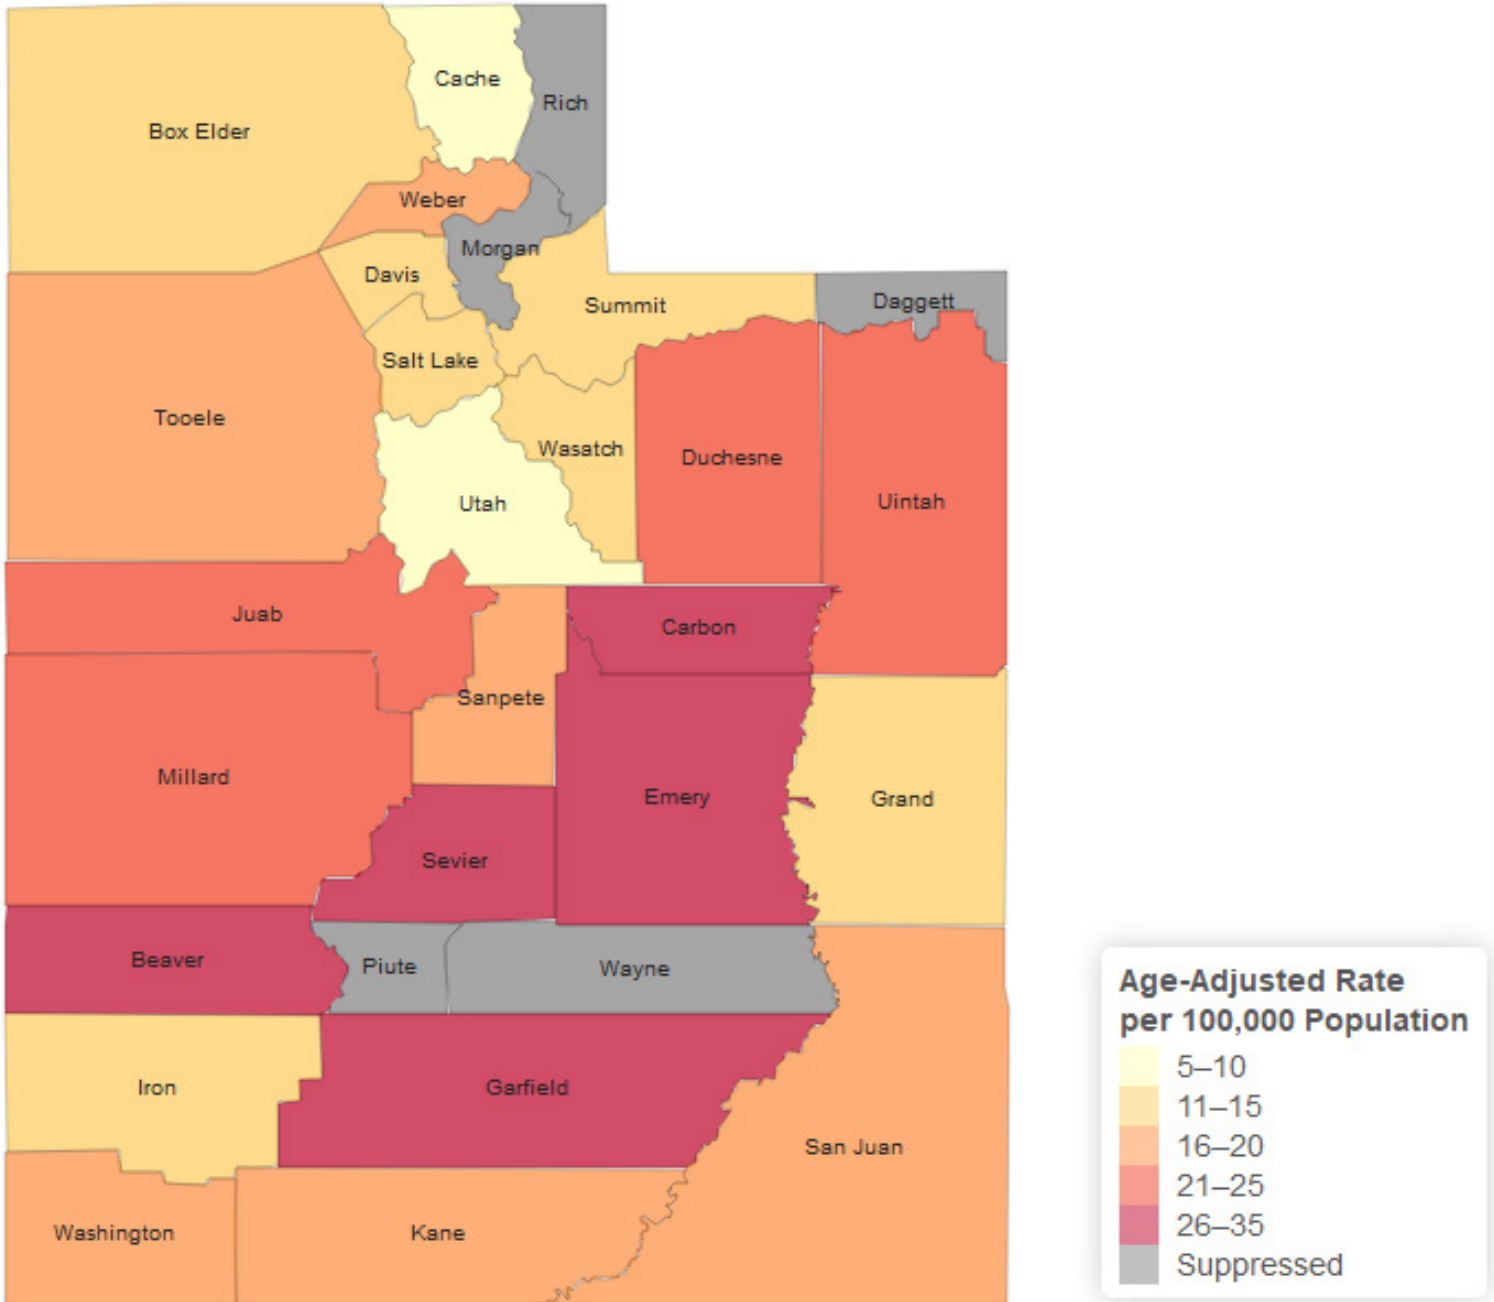 Cache
Rich
Box Elder
Weber
Morgan
Davis
Summit
Daggett
Salt Lake
Tooele
Wasatch
Duchesne
Utah
Uintah
Juab
Carbon
Sanpete
Millard
Emery
Grand
Sevier
Beaver
Piute
Wayne
Iron
Garfield
San Juan
Washington
Kane
Age-Adjusted Rate
per 100,000 Population
5–10
11–15
16–20
21–25
26–35
Suppressed